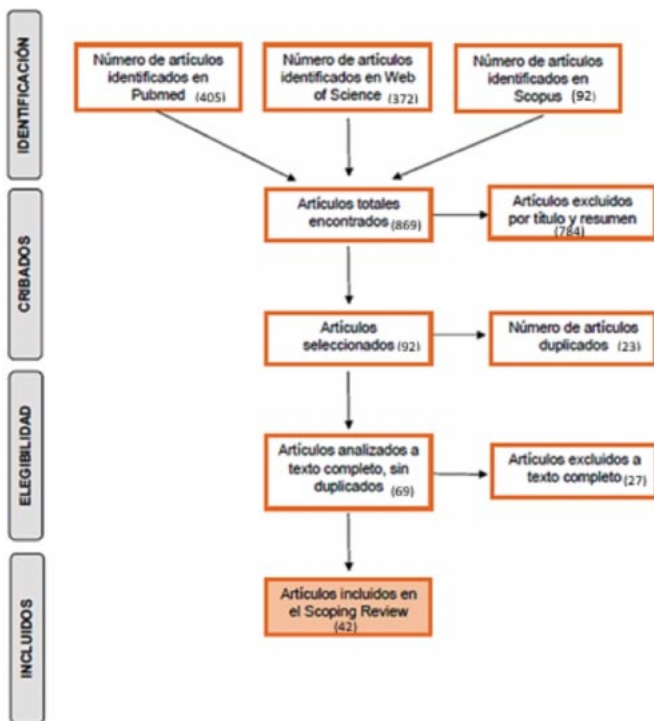 IDENTIFICACIÓN
Número de artículos
identificados en
Pubmed (405)
Número de artículos
identificados en Web
of Science (372)
Número de artículos
identificados en
Scopus (92)
CRIBADOS
Artículos totales
encontrados (869)
Artículos excluidos
por título y resumen
(784)
Artículos
seleccionados (92)
Número de artículos
duplicados (23)
ELEGIBILIDAD
Artículos analizados a
texto completo, sin
duplicados (69)
Artículos excluidos a
texto completo (27)
INCLUIDOS
Artículos incluidos en
el Scoping Review
(42)